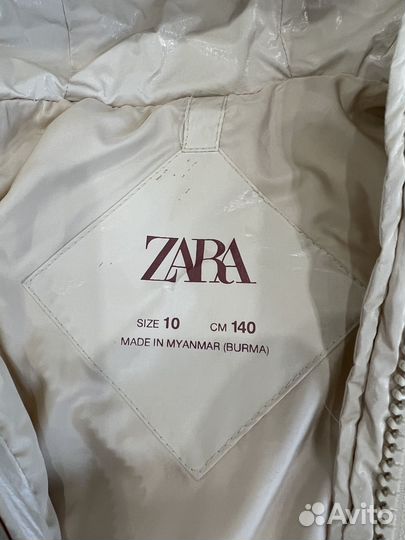 ZARA
SIZE 10 CM 140
MADE IN MYANMAR (BURMA)
Avito